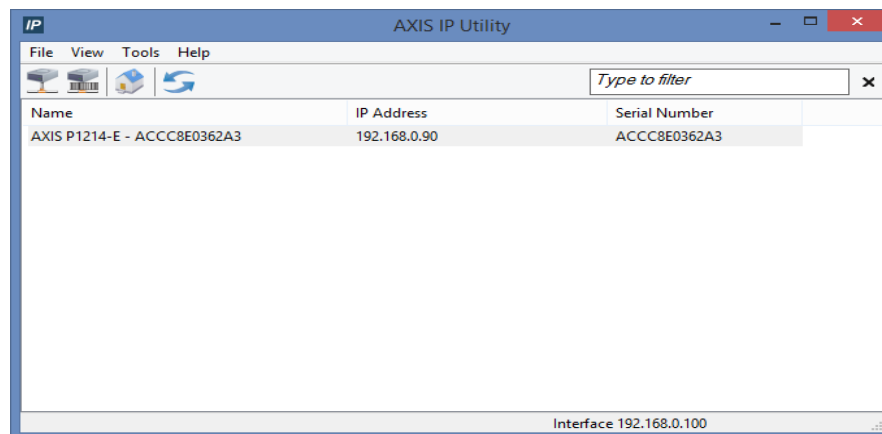 IP AXIS IP Utility
File View Tools Help
Type to filter
Name IP Address Serial Number
AXIS P1214-E - ACCC8E0362A3 192.168.0.90 ACCC8E0362A3
Interface 192.168.0.100